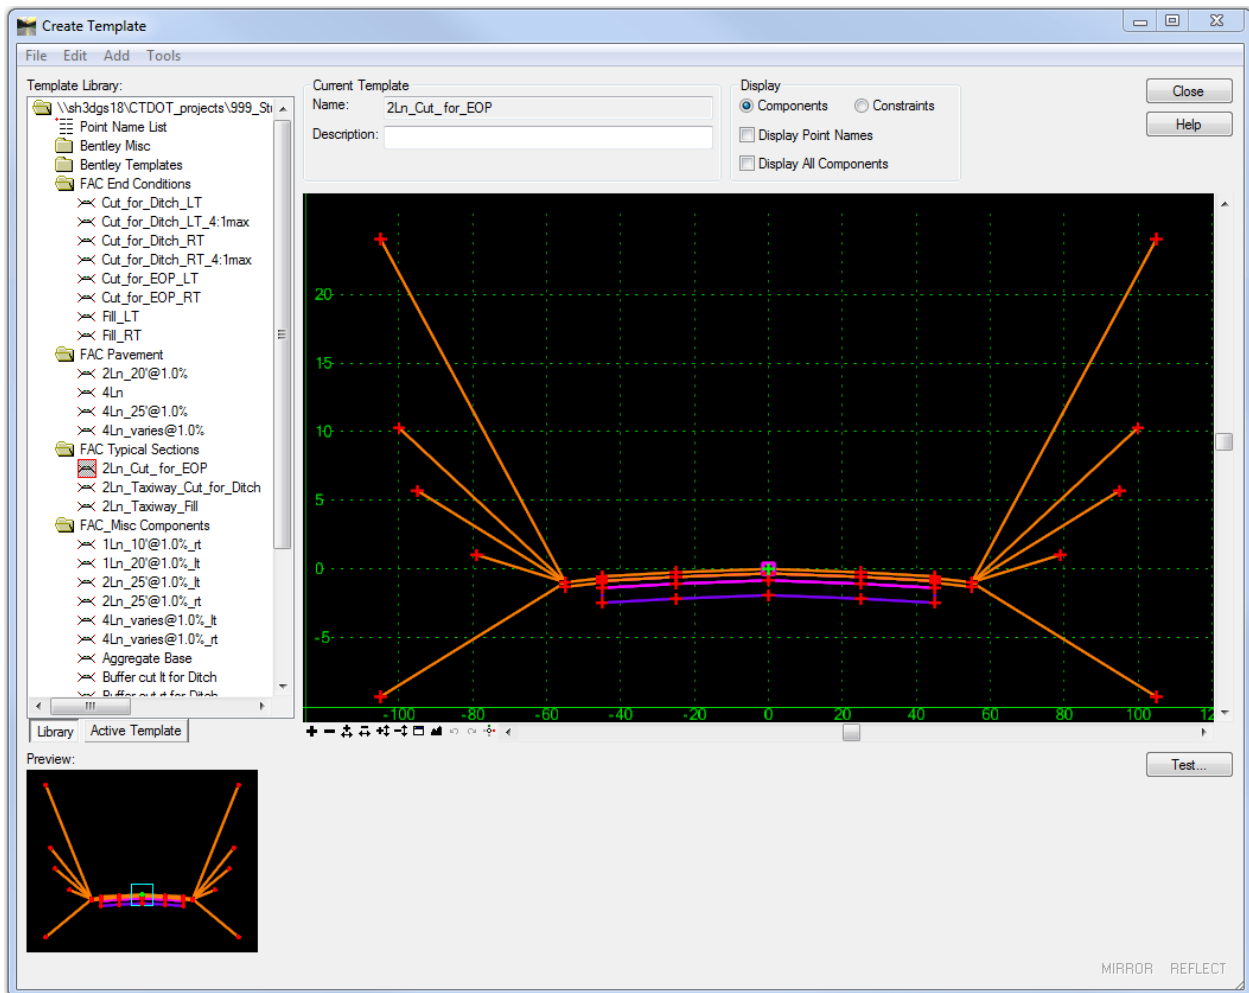 Create Template
File Edit Add Tools
Template Library:
\\sh3dgs18\CTDOT_projects\999_St
Point Name List
Bentley Misc
Bentley Templates
FAC End Conditions
Cut_for_Ditch_LT
Cut_for_Ditch_LT_4:1max
Cut_for_Ditch_RT
Cut_for_Ditch_RT_4:1max
Cut_for_EOP_LT
Cut_for_EOP_RT
Fill_LT
Fill_RT
FAC Pavement
2Ln_20'@1.0%
4Ln
4Ln_25'@1.0%
4Ln_varies@1.0%
FAC Typical Sections
2Ln_Cut_for_EOP
2Ln_Taxiway_Cut_for_Ditch
2Ln_Taxiway_Fill
FAC_Misc Components
1Ln_10'@1.0%_rt
1Ln_20'@1.0%_lt
2Ln_25'@1.0%_lt
2Ln_25'@1.0%_rt
4Ln_varies@1.0%_lt
4Ln_varies@1.0%_rt
Aggregate Base
Buffer cut lt for Ditch
Buffer cut rt for Ditch
Library Active Template
Current Template
Name: 2Ln_Cut_for_EOP
Description:
Display
Components Constraints
Display Point Names
Display All Components
Close
Help
20
15
10
5
0
-5
-100 -80 -60 -40 -20 0 20 40 60 80 100 12
Preview:
Test...
MIRROR REFLECT